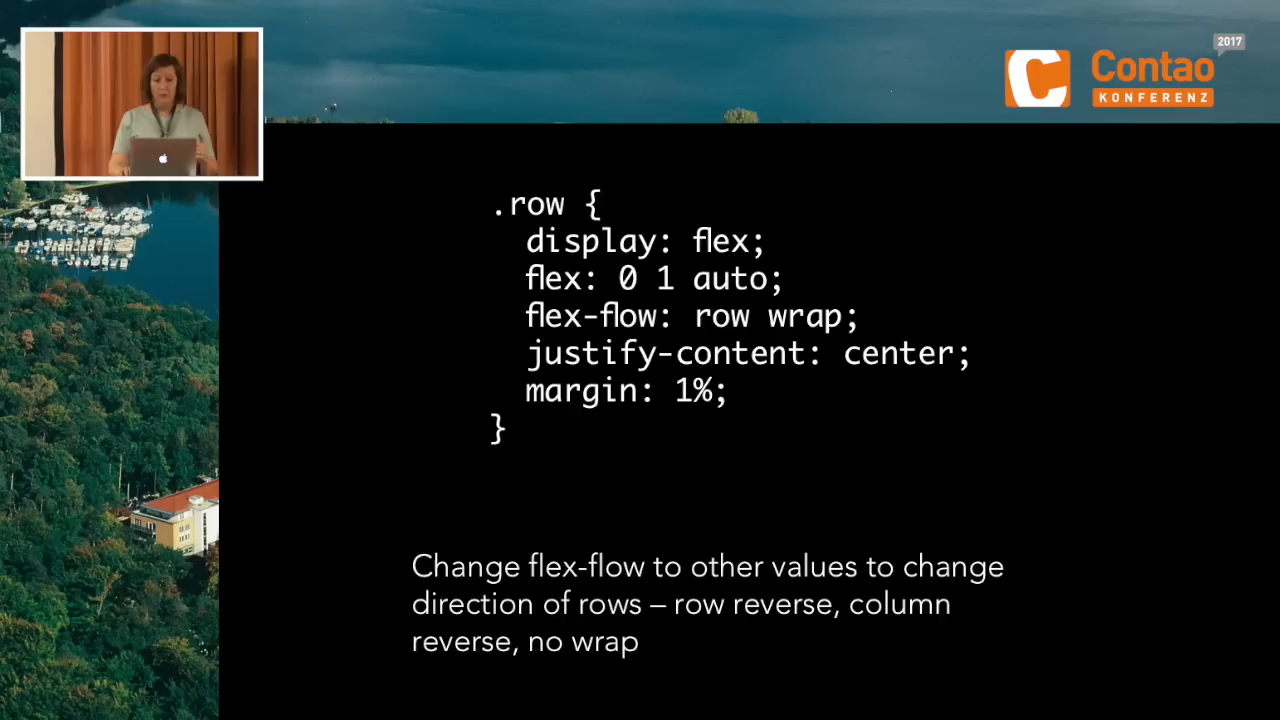 2017
Contao
KONFERENZ
.row {
display: flex;
flex: 0 1 auto;
flex-flow: row wrap;
justify-content: center;
margin: 1%;
}
Change flex-flow to other values to change
direction of rows – row reverse, column
reverse, no wrap